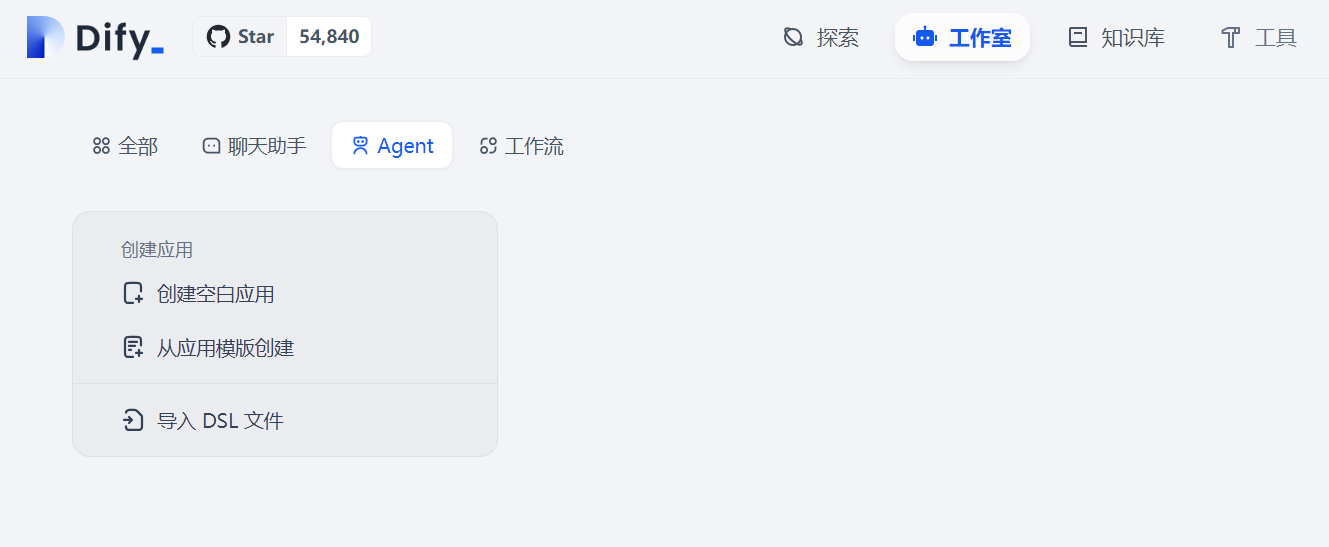 Dify_ Star 54,840 探索 工作室 知识库 工具
全部 聊天助手 Agent 工作流
创建应用
创建空白应用
从应用模版创建
导入 DSL 文件